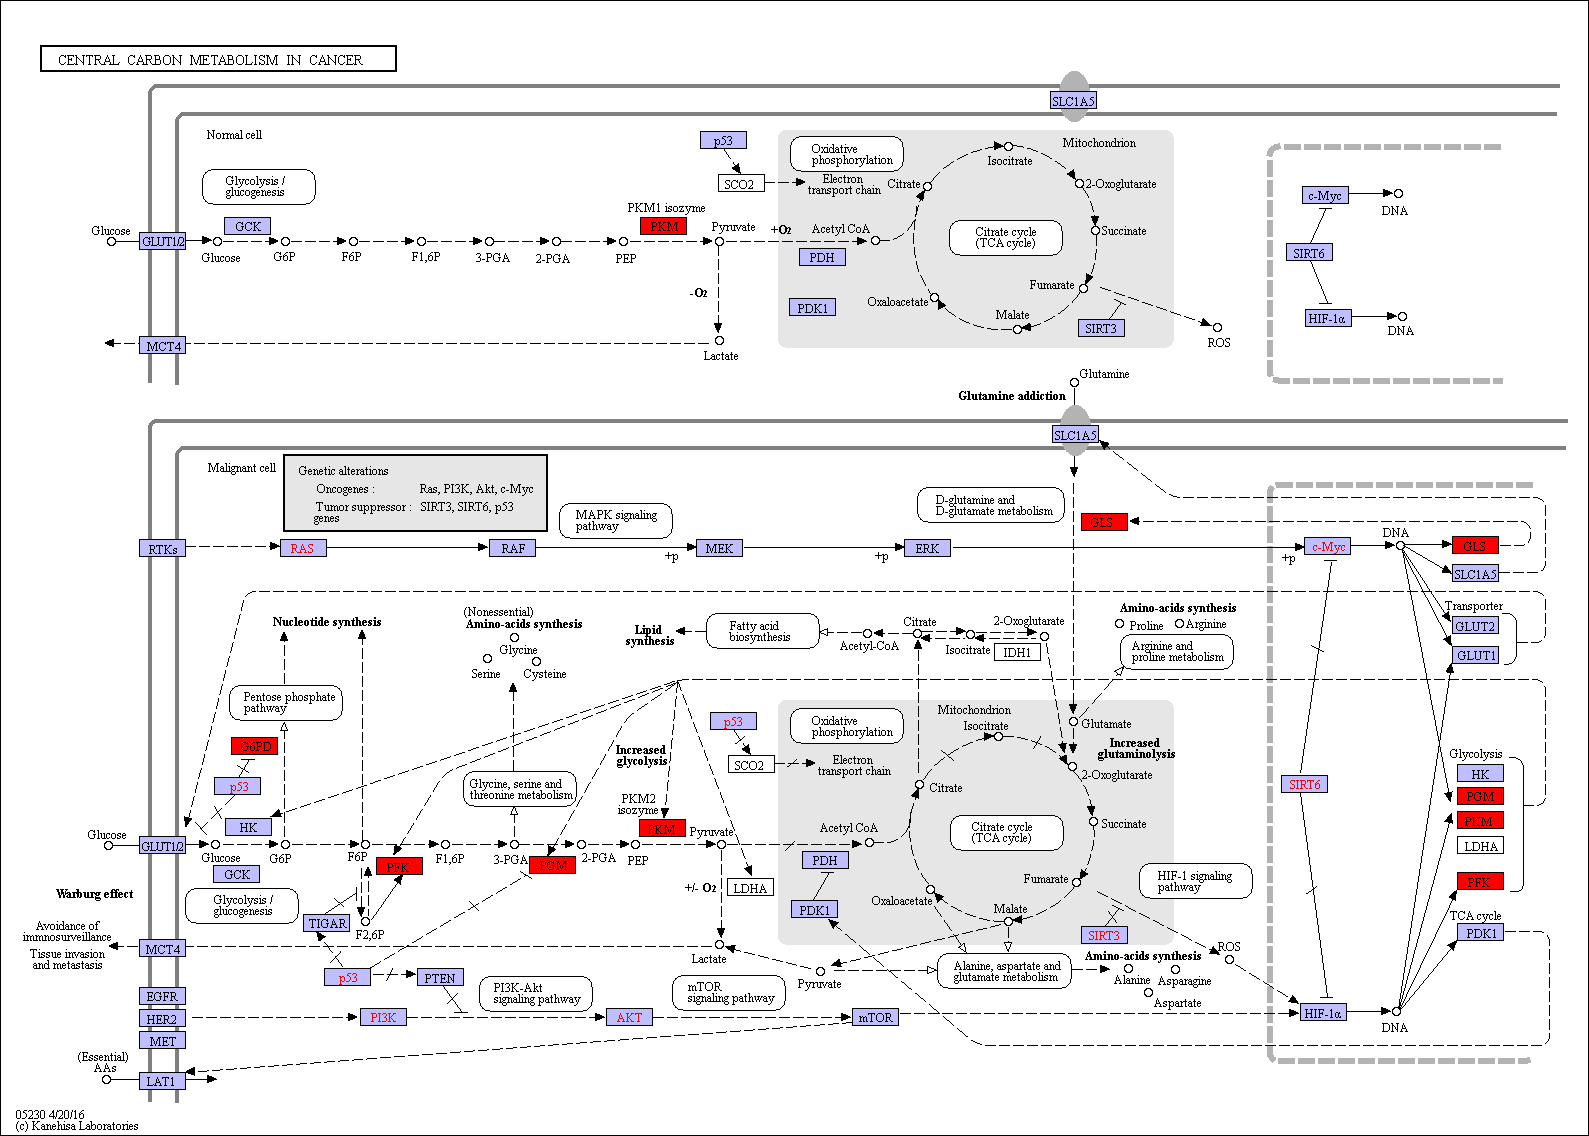 CENTRAL CARBON METABOLISM IN CANCER
SLC1A5
Normal cell
p53
Oxidative
phosphorylation
Mitochondrion
Isocitrate
Glycolysis /
glucogenesis
SCO2
Electron
transport chain
Citrate
2-Oxoglutarate
c-Myc
DNA
PKM1 isozyme
GCK
PKM
Pyruvate
+O2
Acetyl CoA
Citrate cycle
(TCA cycle)
Succinate
Glucose
GLUT1/2
Glucose
G6P
F6P
F1,6P
3-PGA
2-PGA
PEP
PDH
SIRT6
-O2
PDK1
Oxaloacetate
Fumarate
Malate
SIRT3
HIF-1α
DNA
MCT4
Lactate
ROS
Glutamine
Glutamine addiction
SLC1A5
Malignant cell
Genetic alterations
Oncogenes : Ras, PI3K, Akt, c-Myc
Tumor suppressor : SIRT3, SIRT6, p53
genes
MAPK signaling
pathway
D-glutamine and
D-glutamate metabolism
GLS
RTKs
RAS
RAF
+p
MEK
+p
ERK
+p
c-Myc
DNA
GLS
SLC1A5
Transporter
GLUT2
GLUT1
Nucleotide synthesis
(Nonessential)
Amino-acids synthesis
Glycine
Serine
Cysteine
Lipid
synthesis
Fatty acid
biosynthesis
Acetyl-CoA
Citrate
Isocitrate
2-Oxoglutarate
IDH1
Amino-acids synthesis
Proline
Arginine
Arginine and
proline metabolism
Pentose phosphate
pathway
G6PD
p53
HK
Increased
glycolysis
Glycine, serine and
threonine metabolism
PKM2
isozyme
PKM
p53
SCO2
Oxidative
phosphorylation
Electron
transport chain
Mitochondrion
Isocitrate
Glutamate
Increased
glutaminolysis
2-Oxoglutarate
Citrate
Citrate cycle
(TCA cycle)
Succinate
SIRT6
Glycolysis
HK
PGM
PKM
LDHA
PFK
TCA cycle
PDK1
Glucose
GLUT1/2
Glucose
GCK
G6P
F6P
PFK
F1,6P
3-PGA
PGM
2-PGA
PEP
Pyruvate
Acetyl CoA
PDH
Warburg effect
Glycolysis /
glucogenesis
TIGAR
F2,6P
+/- O2
LDHA
PDK1
Oxaloacetate
Fumarate
Malate
SIRT3
HIF-1 signaling
pathway
Avoidance of
immnosurveillance
Tissue invasion
and metastasis
MCT4
p53
PTEN
Lactate
Pyruvate
Alanine, aspartate and
glutamate metabolism
Amino-acids synthesis
Alanine
Asparagine
Aspartate
ROS
EGFR
HER2
MET
PI3K
PI3K-Akt
signaling pathway
AKT
mTOR
signaling pathway
mTOR
HIF-1α
DNA
(Essential)
AAs
LAT1
05230 4/20/16
(c) Kanehisa Laboratories